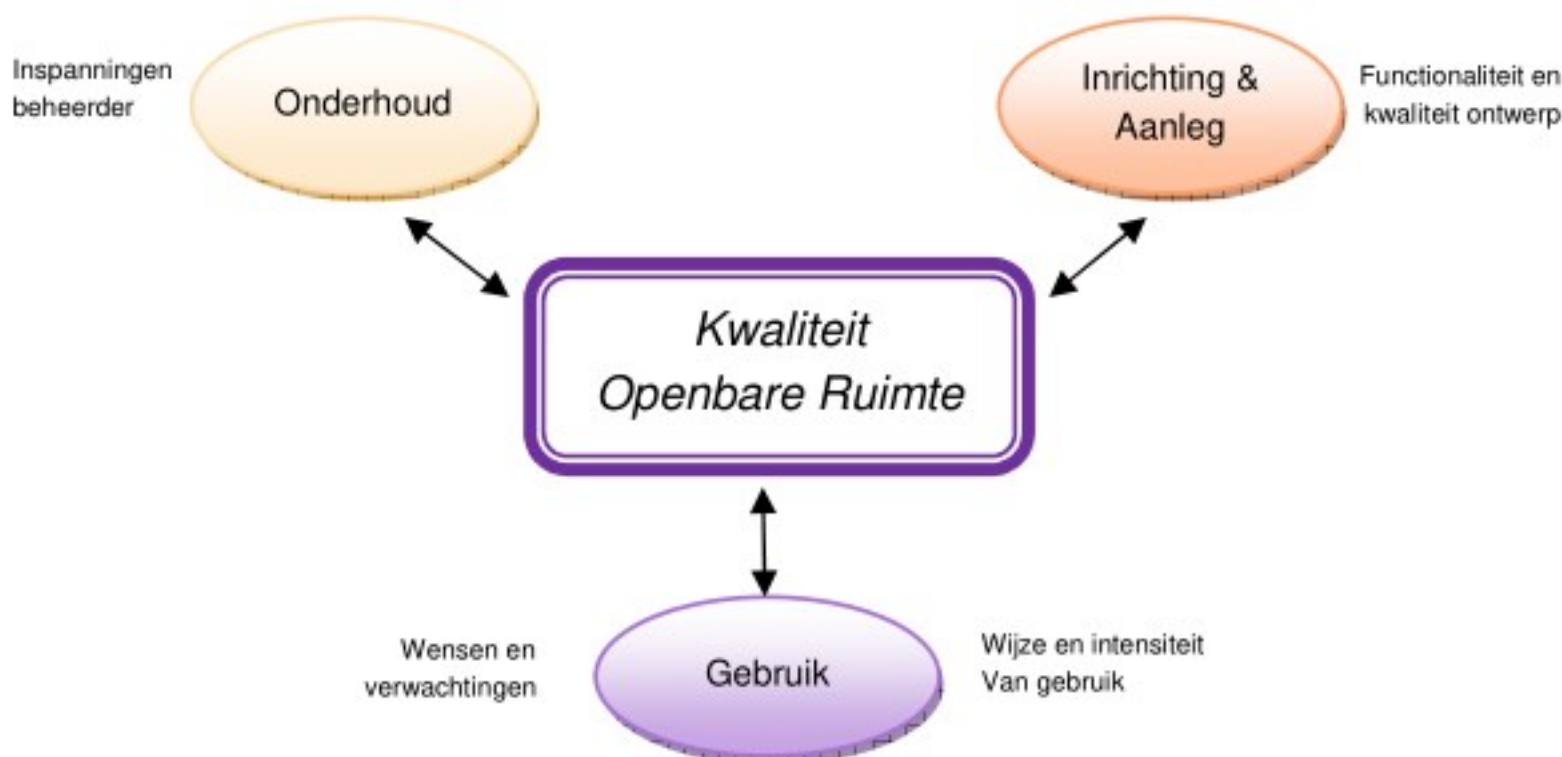 Inspanningen
beheerder
Onderhoud
Inrichting &
Aanleg
Functionaliteit en
kwaliteit ontwerp
Kwaliteit
Openbare Ruimte
Wensen en
verwachtingen
Gebruik
Wijze en intensiteit
Van gebruik